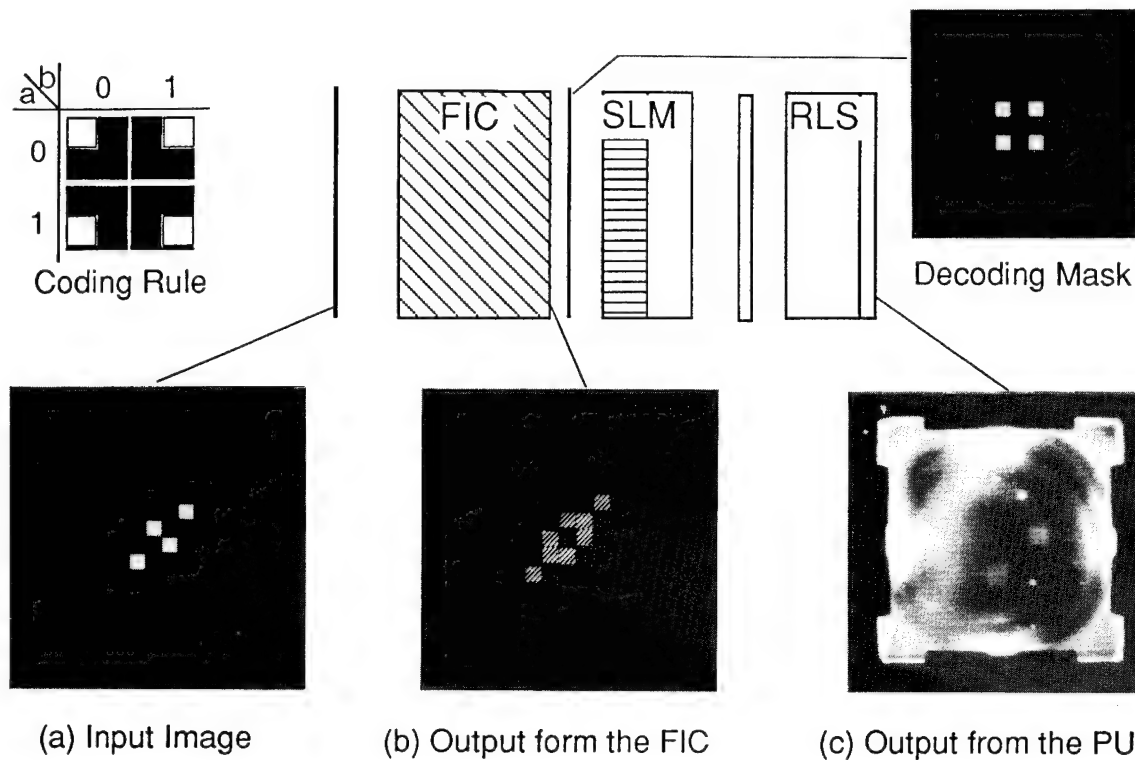 b
a
0 1
0
1
Coding Rule
FIC
SLM
RLS
Decoding Mask
(a) Input Image
(b) Output form the FIC
(c) Output from the PU